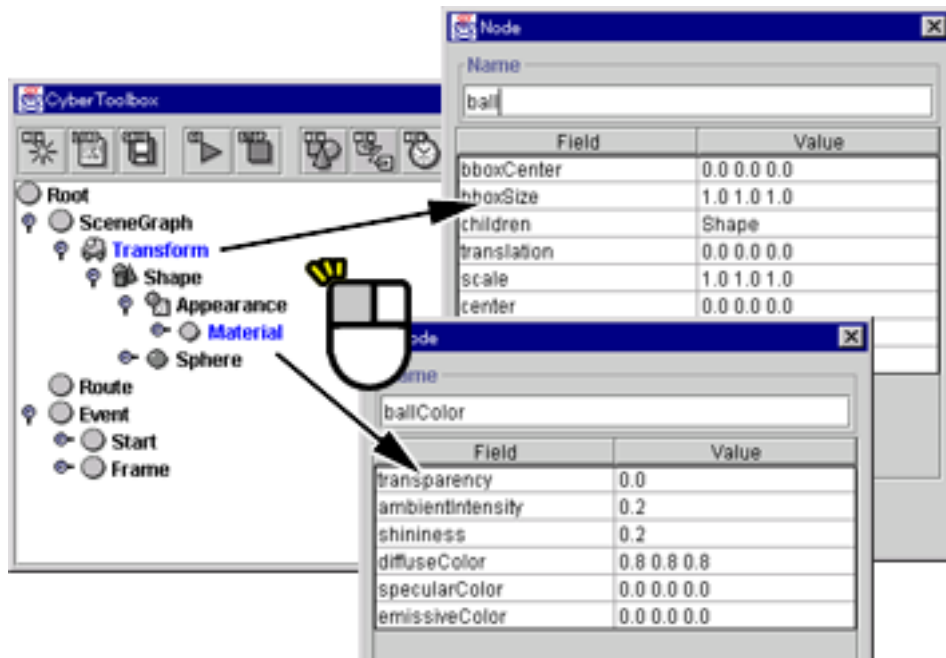 Node
Name
ball
Field Value
bboxCenter 0.0 0.0 0.0
bboxSize 1.0 1.0 1.0
children Shape
translation 0.0 0.0 0.0
scale 1.0 1.0 1.0
center 0.0 0.0 0.0
CyberToolbox
Root
SceneGraph
Transform
Shape
Appearance
Material
Sphere
Route
Event
Start
Frame
ballColor
Field Value
transparency 0.0
ambientIntensity 0.2
shininess 0.2
diffuseColor 0.8 0.8 0.8
specularColor 0.0 0.0 0.0
emissiveColor 0.0 0.0 0.0